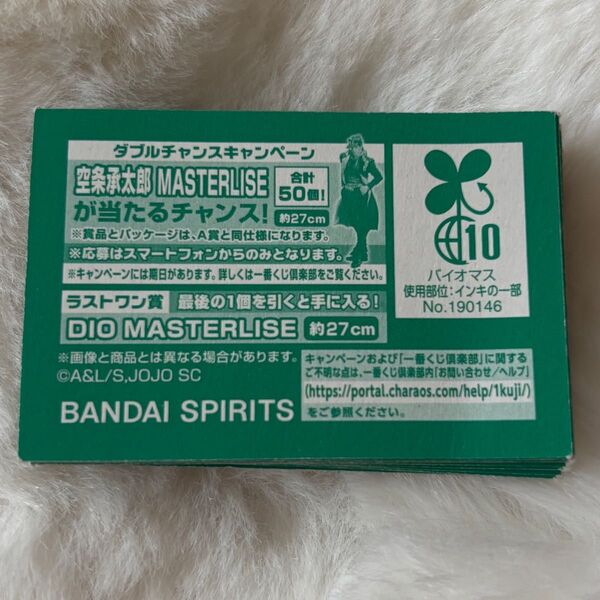 ダブルチャンスキャンペーン
空条承太郎 MASTERLISE 合計50個!
が当たるチャンス! 約27cm
※賞品とパッケージは、A賞と同仕様になります。
※応募はスマートフォンからのみとなります。
※キャンペーンには期日があります。詳しくは一番くじ倶楽部をご覧ください。
ラストワン賞 最後の1個を引くと手に入る!
DIO MASTERLISE 約27cm
※画像と商品とは異なる場合があります。
©A&L/S,JOJO SC
BANDAI SPIRITS
10
バイオマス
使用部位:インキの一部
No.190146
キャンペーンおよび「一番くじ倶楽部」に関する
ご不明な点は、一番くじ倶楽部内「お問い合わせ/ヘルプ」
(https://portal.charaos.com/help/1kuji/)
をご参照ください。